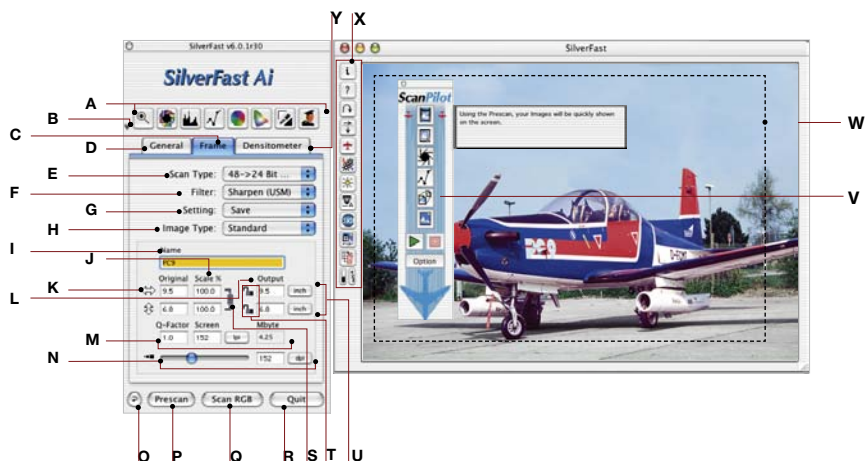 Y
X
SilverFast v6.0.1r30
SilverFast
SilverFast Ai
A
B
C
D
General
Frame
Densitometer
ScanPilot
Using the Prescan, your Images will be quickly shown
on the screen.
W
E
Scan Type:
48->24 Bit ...
F
Filter:
Sharpen (USM)
G
Setting:
Save
H
Image Type:
Standard
V
I
Name
PC9
J
Original
Scale %
Output
K
9.5
100.0
9.5
inch
L
6.8
100.0
6.8
inch
Option
M
Q-Factor
Screen
Mbyte
1.0
152
lpi
4.25
N
152
dpi
Prescan
Scan RGB
Quit
O
P
Q
R
S
T
U